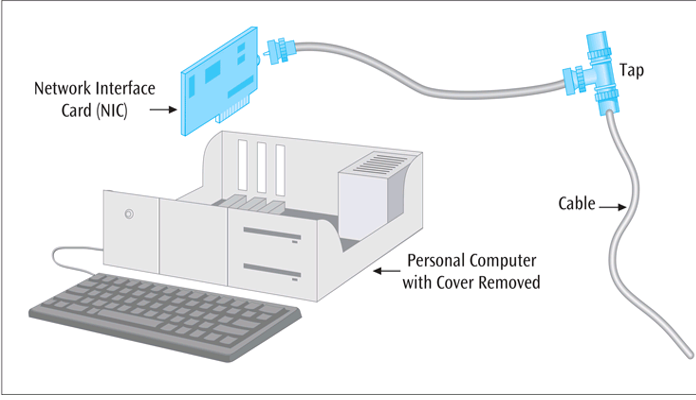 Network Interface
Card (NIC)
Tap
Cable
Personal Computer
with Cover Removed